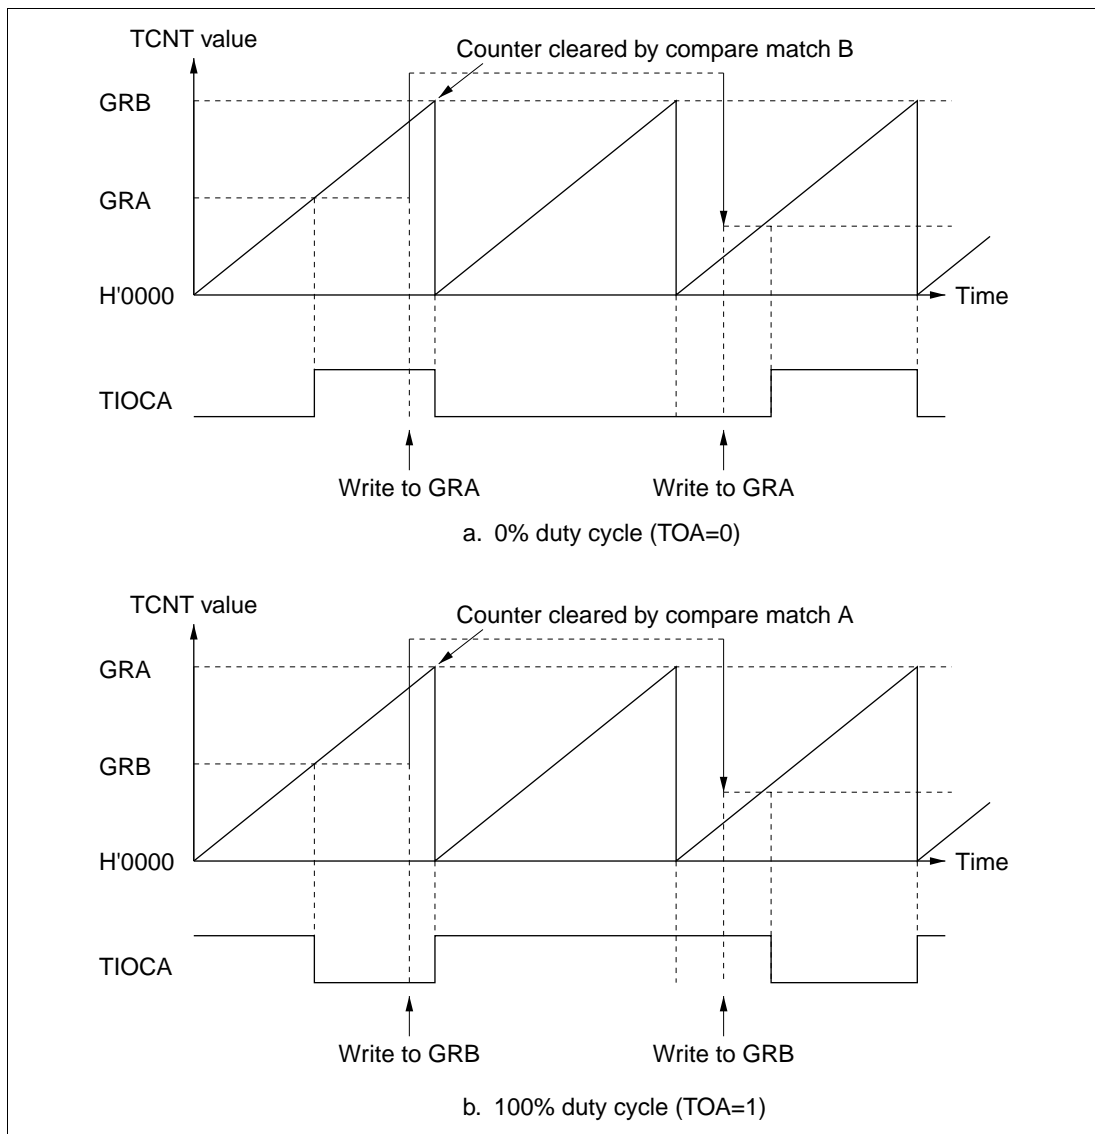 TCNT value
Counter cleared by compare match B
GRB
GRA
H'0000
Time
TIOCA
Write to GRA
Write to GRA
a. 0% duty cycle (TOA=0)
TCNT value
Counter cleared by compare match A
GRA
GRB
H'0000
Time
TIOCA
Write to GRB
Write to GRB
b. 100% duty cycle (TOA=1)